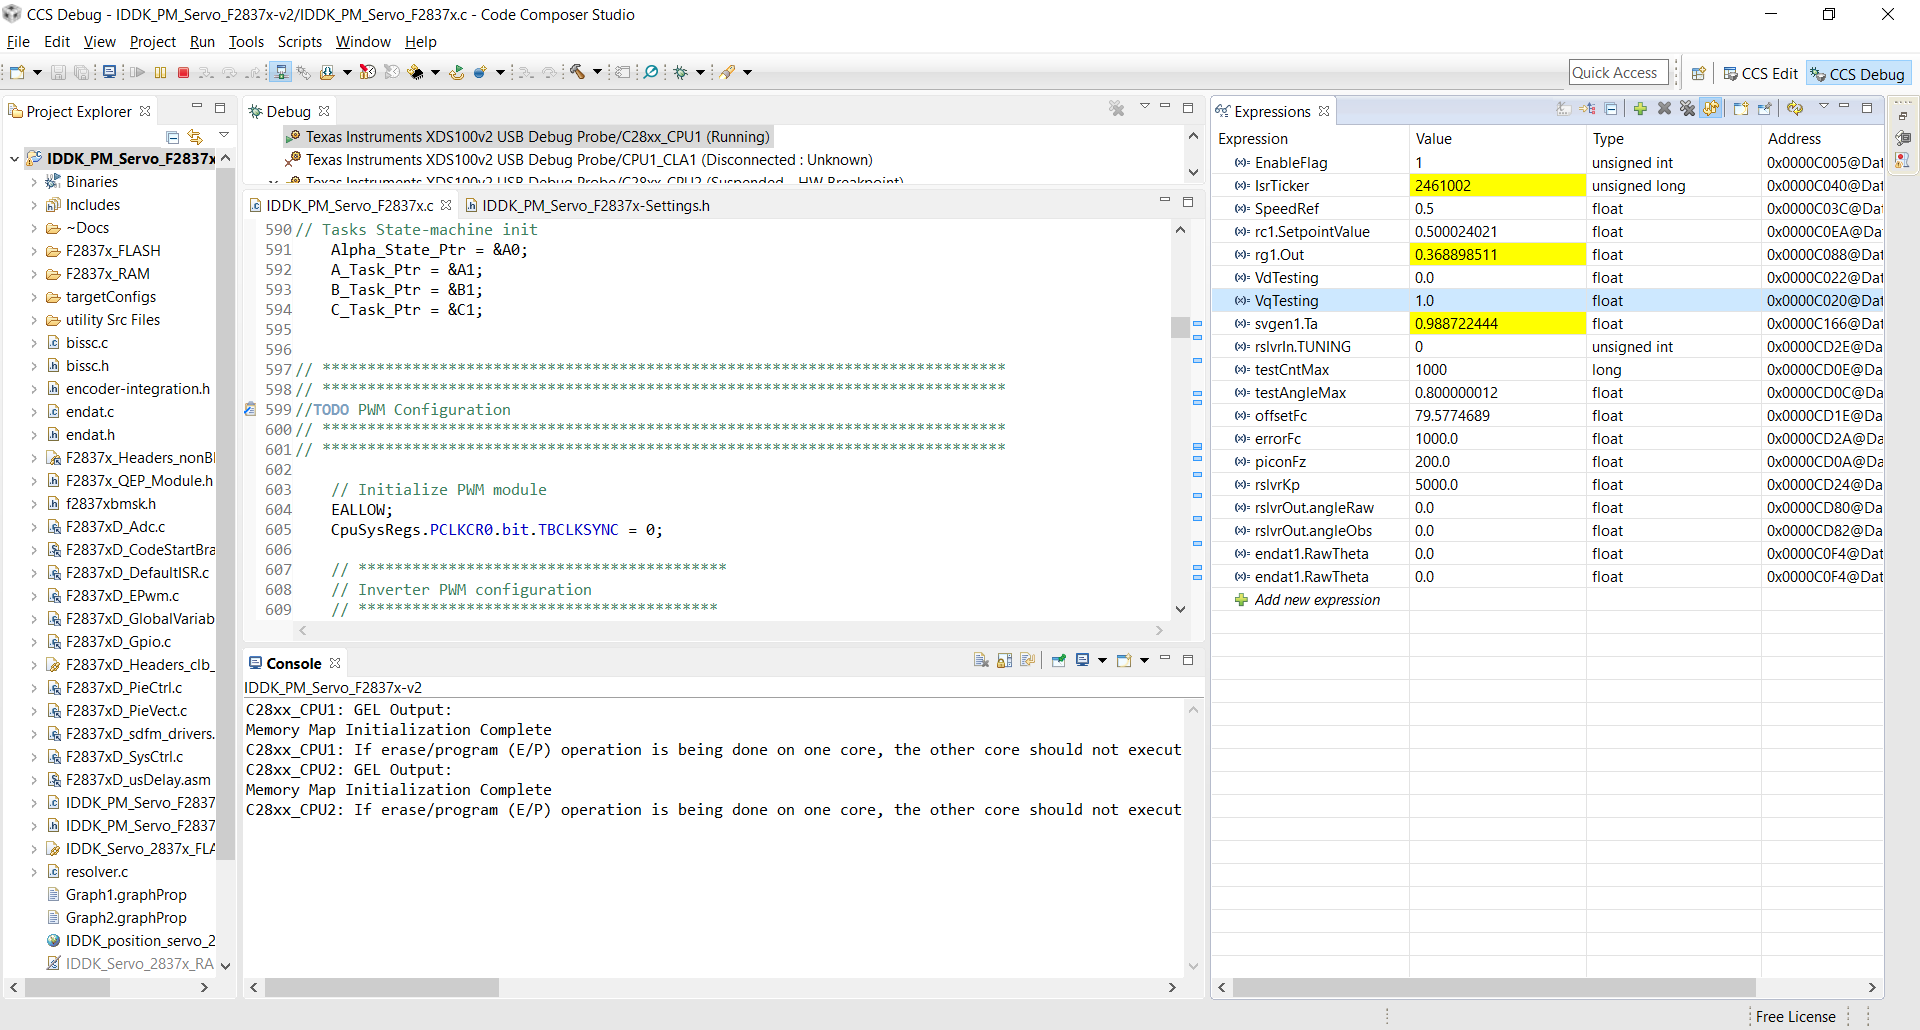 CCS Debug - IDDK_PM_Servo_F2837x-v2/IDDK_PM_Servo_F2837x.c - Code Composer Studio
File Edit View Project Run Tools Scripts Window Help
Quick Access
CCS Edit
CCS Debug
Project Explorer
IDDK_PM_Servo_F2837x
Binaries
Includes
~Docs
F2837x_FLASH
F2837x_RAM
targetConfigs
utility Src Files
bissc.c
bissc.h
encoder-integration.h
endat.c
endat.h
F2837x_Headers_nonBI
F2837x_QEP_Module.h
f2837xbmsk.h
F2837xD_Adc.c
F2837xD_CodeStartBra
F2837xD_DefaultISR.c
F2837xD_EPwm.c
F2837xD_GlobalVariab
F2837xD_Gpio.c
F2837xD_Headers_clb_
F2837xD_PieCtrl.c
F2837xD_PieVect.c
F2837xD_sdfm_drivers.
F2837xD_SysCtrl.c
F2837xD_usDelay.asm
IDDK_PM_Servo_F2837
IDDK_PM_Servo_F2837
IDDK_Servo_2837x_FLA
resolver.c
Graph1.graphProp
Graph2.graphProp
IDDK_position_servo_2
IDDK_Servo_2837x_RA
Debug
Texas Instruments XDS100v2 USB Debug Probe/C28xx_CPU1 (Running)
Texas Instruments XDS100v2 USB Debug Probe/CPU1_CLA1 (Disconnected : Unknown)
Texas Instruments XDS100v2 USB Debug Probe/C28xx_CPU2 (Suspended - HW Breakpoint)
IDDK_PM_Servo_F2837x.c
IDDK_PM_Servo_F2837x-Settings.h
590 // Tasks State-machine init
591 Alpha_State_Ptr = &A0;
592 A_Task_Ptr = &A1;
593 B_Task_Ptr = &B1;
594 C_Task_Ptr = &C1;
595
596
597 // ****************************************************************************
598 // ****************************************************************************
599 //TODO PWM Configuration
600 // ****************************************************************************
601 // ****************************************************************************
602
603 // Initialize PWM module
604 EALLOW;
605 CpuSysRegs.PCLKCR0.bit.TBCLKSYNC = 0;
606
607 // *****************************************
608 // Inverter PWM configuration
609 // ****************************************
Console
IDDK_PM_Servo_F2837x-v2
C28xx_CPU1: GEL Output:
Memory Map Initialization Complete
C28xx_CPU1: If erase/program (E/P) operation is being done on one core, the other core should not execut
C28xx_CPU2: GEL Output:
Memory Map Initialization Complete
C28xx_CPU2: If erase/program (E/P) operation is being done on one core, the other core should not execut
Expressions
Expression Value Type Address
EnableFlag 1 unsigned int 0x0000C005@Dat
IsrTicker 2461002 unsigned long 0x0000C040@Dat
SpeedRef 0.5 float 0x0000C03C@Dat
rc1.SetpointValue 0.500024021 float 0x0000C0EA@Da
rg1.Out 0.368898511 float 0x0000C088@Dat
VdTesting 0.0 float 0x0000C022@Dat
VqTesting 1.0 float 0x0000C020@Dat
svgen1.Ta 0.988722444 float 0x0000C166@Dat
rslvrIn.TUNING 0 unsigned int 0x0000CD2E@Da
testCntMax 1000 long 0x0000CD0E@Da
testAngleMax 0.800000012 float 0x0000CD0C@Da
offsetFc 79.5774689 float 0x0000CD1E@Da
errorFc 1000.0 float 0x0000CD2A@Da
piconFz 200.0 float 0x0000CD0A@Da
rslvrKp 5000.0 float 0x0000CD24@Da
rslvrOut.angleRaw 0.0 float 0x0000CD80@Da
rslvrOut.angleObs 0.0 float 0x0000CD82@Da
endat1.RawTheta 0.0 float 0x0000C0F4@Dat
endat1.RawTheta 0.0 float 0x0000C0F4@Dat
Add new expression
Free License